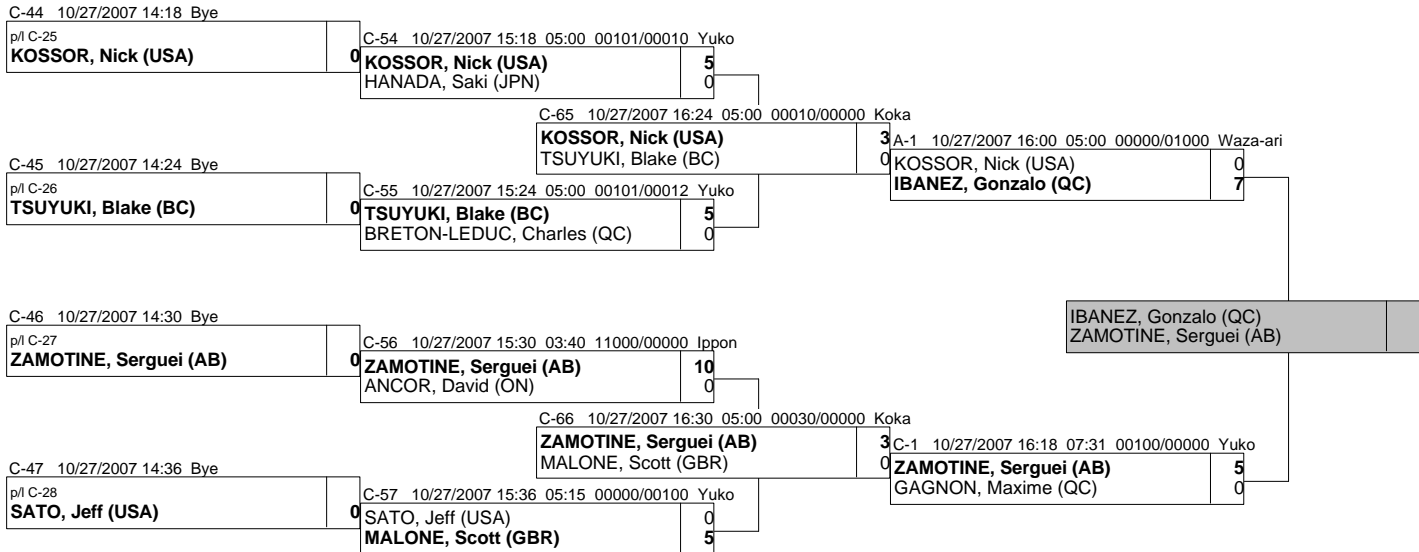 C-44 10/27/2007 14:18 Bye
p/l C-25
KOSSOR, Nick (USA) 0
C-54 10/27/2007 15:18 05:00 00101/00010 Yuko
KOSSOR, Nick (USA) 5
HANADA, Saki (JPN) 0
C-65 10/27/2007 16:24 05:00 00010/00000 Koka
KOSSOR, Nick (USA) 3
TSUYUKI, Blake (BC) 0
A-1 10/27/2007 16:00 05:00 00000/01000 Waza-ari
KOSSOR, Nick (USA) 0
IBANEZ, Gonzalo (QC) 7
C-45 10/27/2007 14:24 Bye
p/l C-26
TSUYUKI, Blake (BC) 0
C-55 10/27/2007 15:24 05:00 00101/00012 Yuko
TSUYUKI, Blake (BC) 5
BRETON-LEDUC, Charles (QC) 0
IBANEZ, Gonzalo (QC)
ZAMOTINE, Serguei (AB)
C-46 10/27/2007 14:30 Bye
p/l C-27
ZAMOTINE, Serguei (AB) 0
C-56 10/27/2007 15:30 03:40 11000/00000 Ippon
ZAMOTINE, Serguei (AB) 10
ANCOR, David (ON) 0
C-66 10/27/2007 16:30 05:00 00030/00000 Koka
ZAMOTINE, Serguei (AB) 3
MALONE, Scott (GBR) 0
C-1 10/27/2007 16:18 07:31 00100/00000 Yuko
ZAMOTINE, Serguei (AB) 5
GAGNON, Maxime (QC) 0
C-47 10/27/2007 14:36 Bye
p/l C-28
SATO, Jeff (USA) 0
C-57 10/27/2007 15:36 05:15 00000/00100 Yuko
SATO, Jeff (USA) 0
MALONE, Scott (GBR) 5